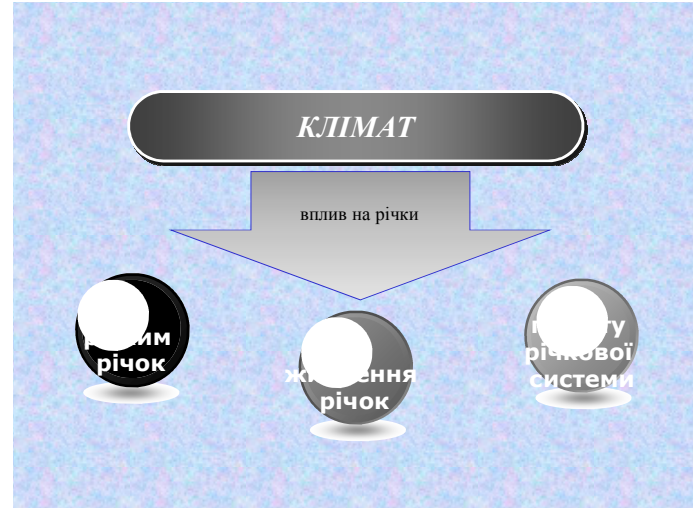 КЛІМАТ
вплив на річки
річок
річок
річкової
системи